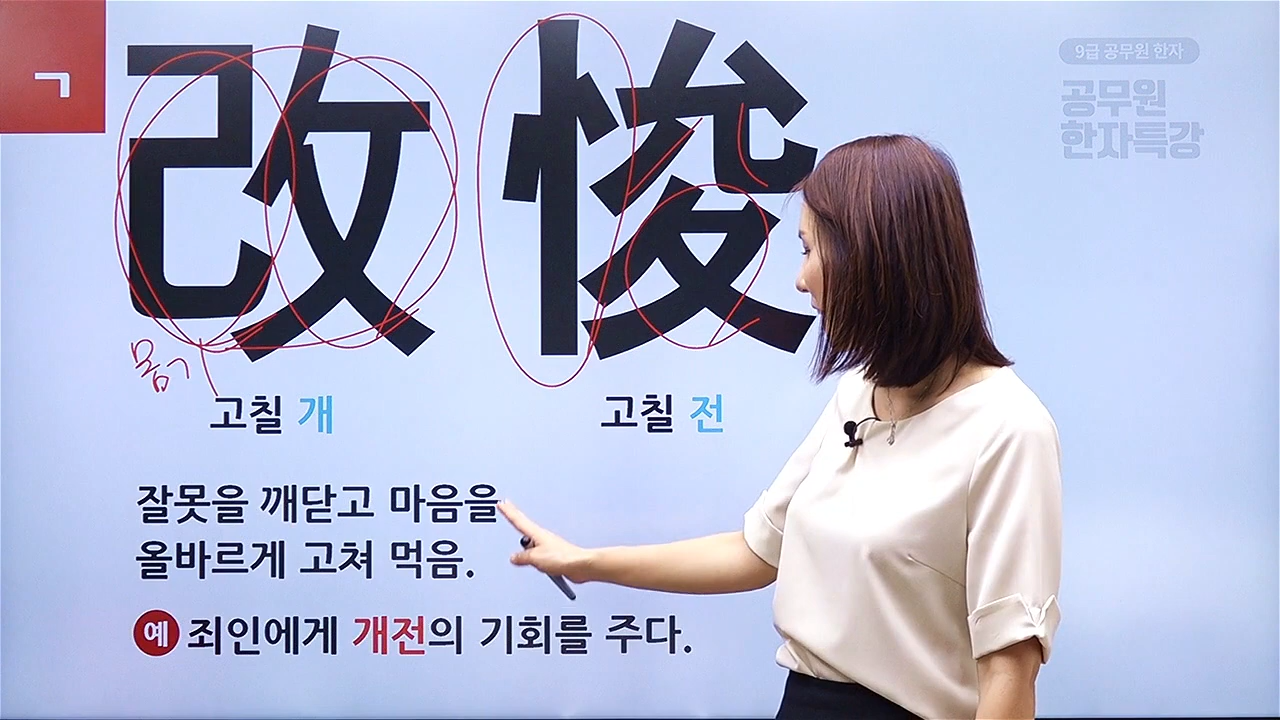 ㄱ
改悛
9급 공무원 한자
공무원
한자특강
몸기
고칠 개
고칠 전
잘못을 깨닫고 마음을
올바르게 고쳐 먹음.
예 죄인에게 개전의 기회를 주다.